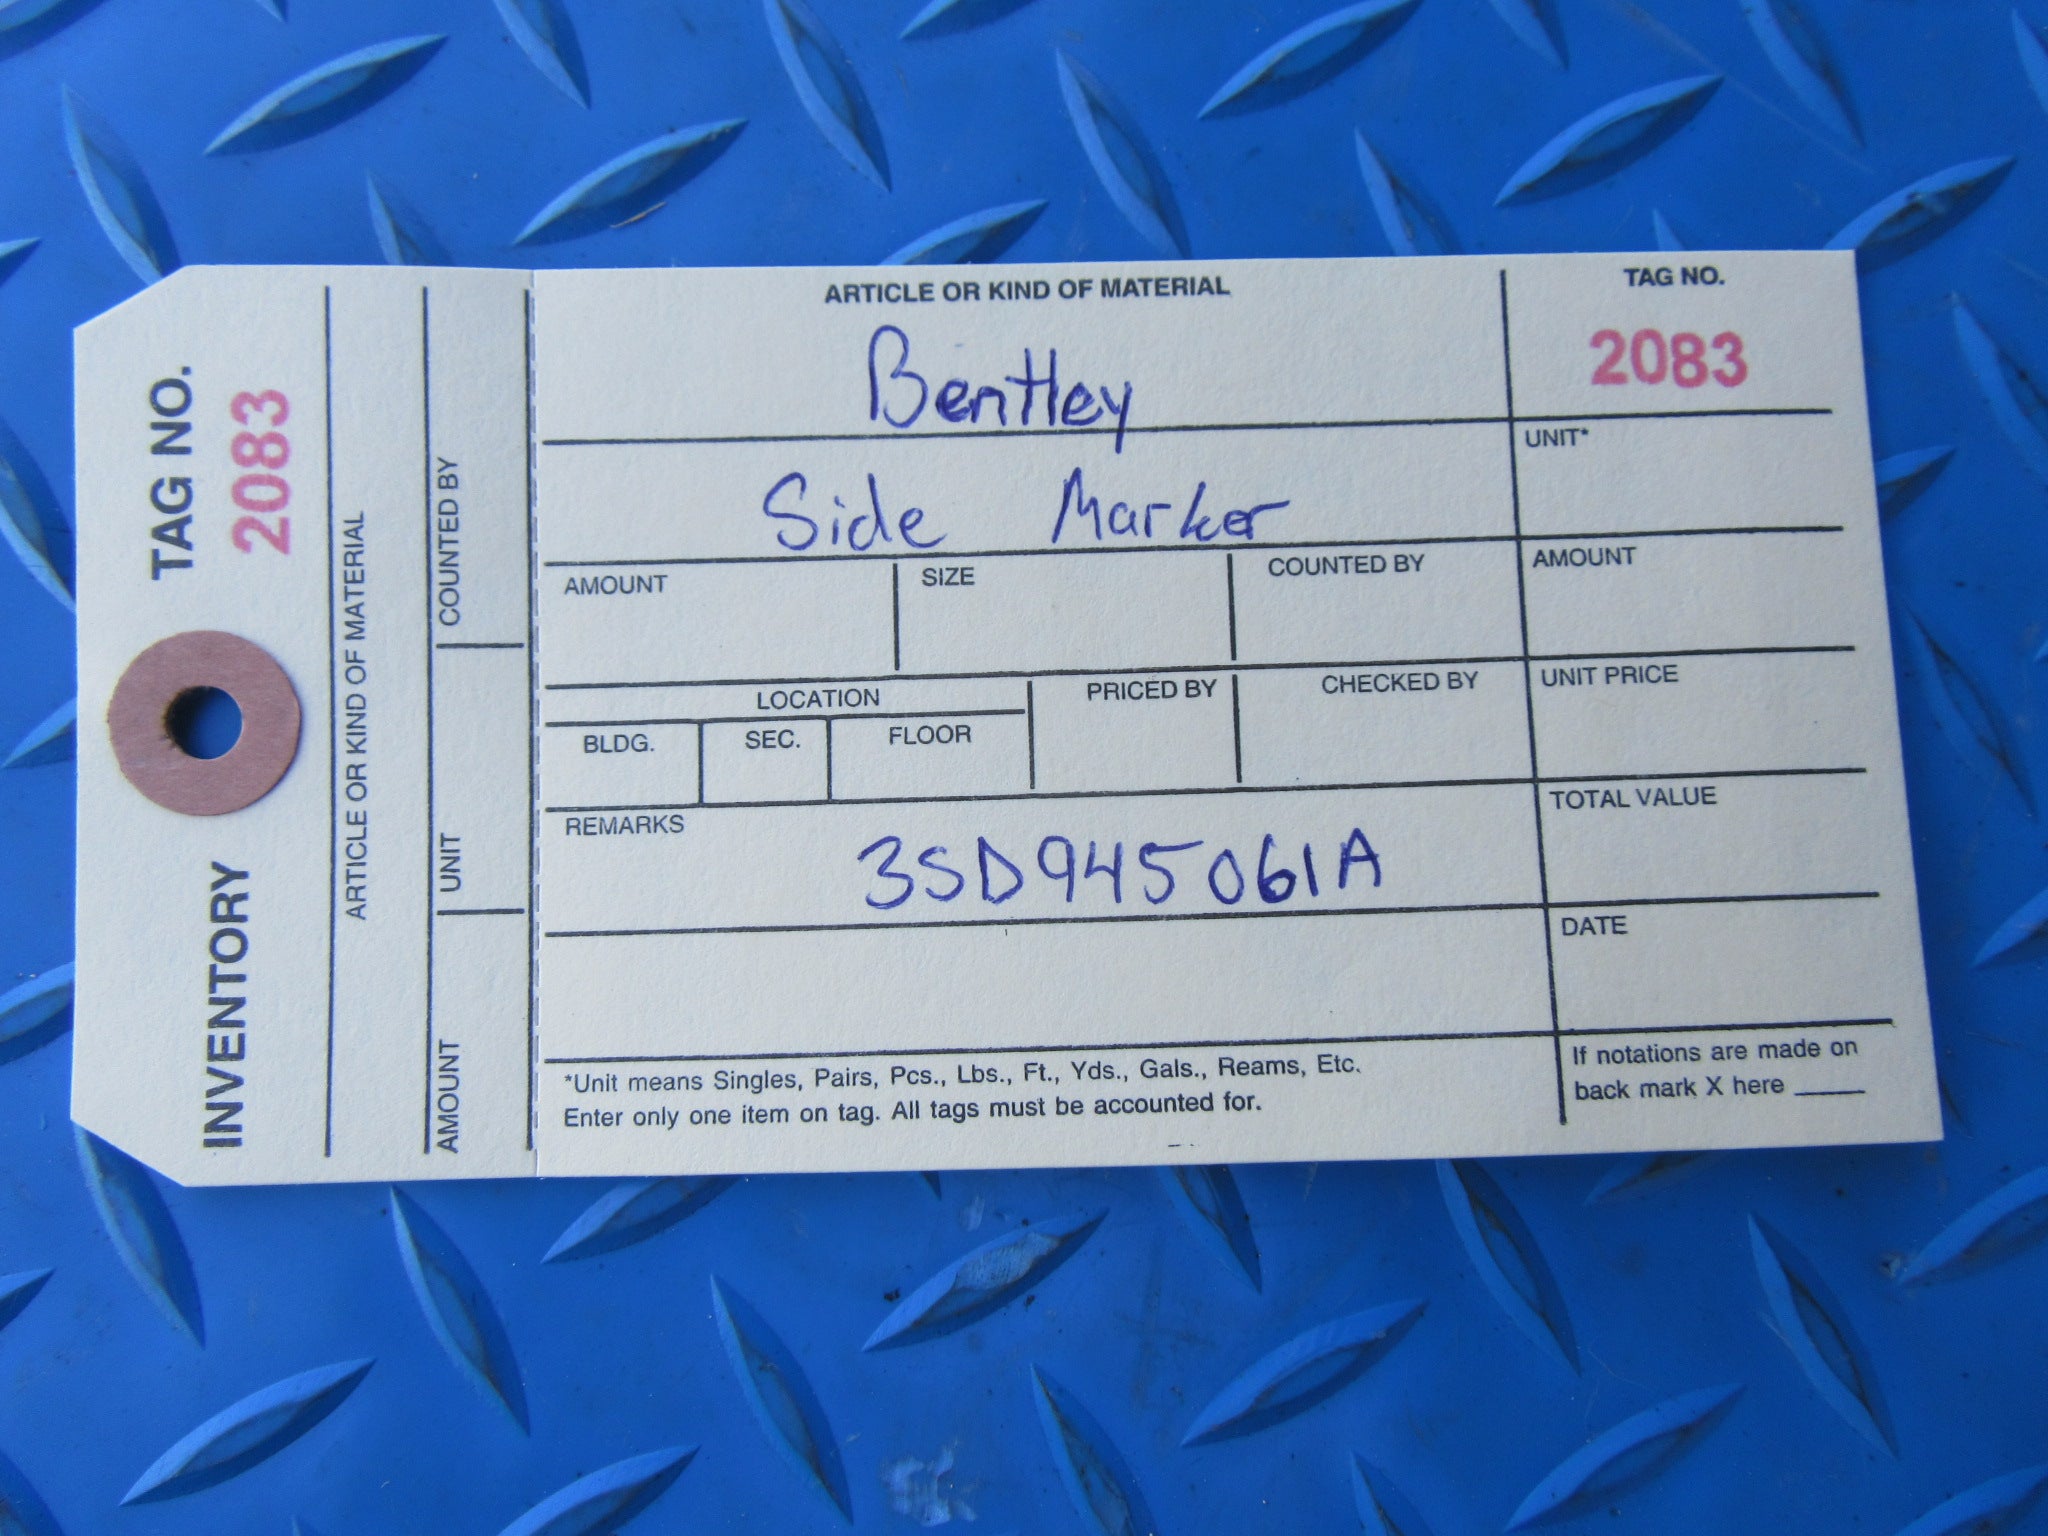 TAG NO.
2083
INVENTORY
ARTICLE OR KIND OF MATERIAL
COUNTED BY
UNIT
AMOUNT
ARTICLE OR KIND OF MATERIAL
Bentley
Side Marker
TAG NO.
2083
UNIT*
AMOUNT
SIZE
COUNTED BY
AMOUNT
LOCATION
BLDG.
SEC.
FLOOR
PRICED BY
CHECKED BY
UNIT PRICE
REMARKS
3SD945061A
TOTAL VALUE
DATE
*Unit means Singles, Pairs, Pcs., Lbs., Ft., Yds., Gals., Reams, Etc.
Enter only one item on tag. All tags must be accounted for.
If notations are made on
back mark X here _____